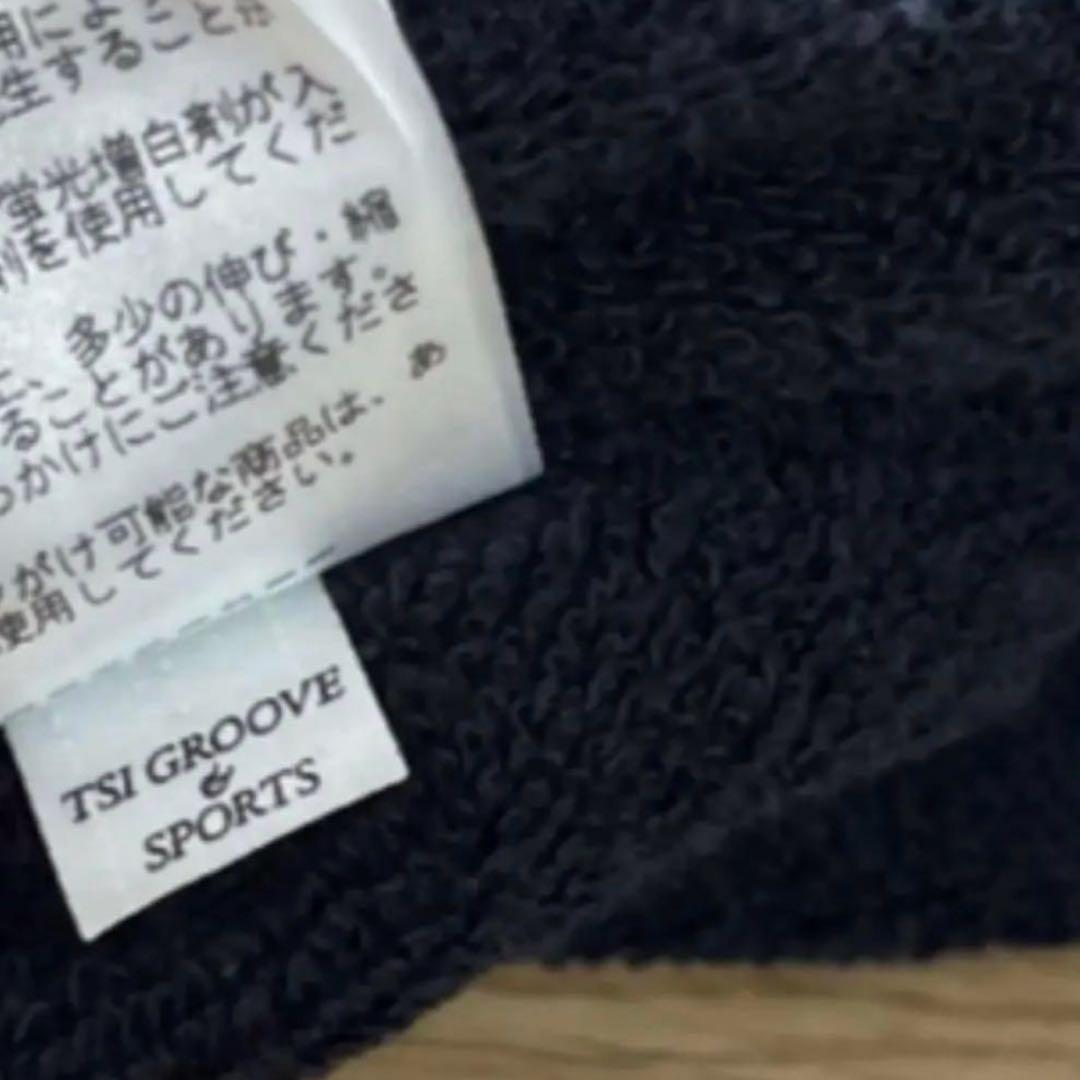 用によ
生することが
蛍光増白剤が入
剤を使用してくだ
多少の伸び・縮
ることがあります。
かけにご注意くださ
め
がけ可能な商品は、
使用してください。
TSI GROOVE
&
SPORTS